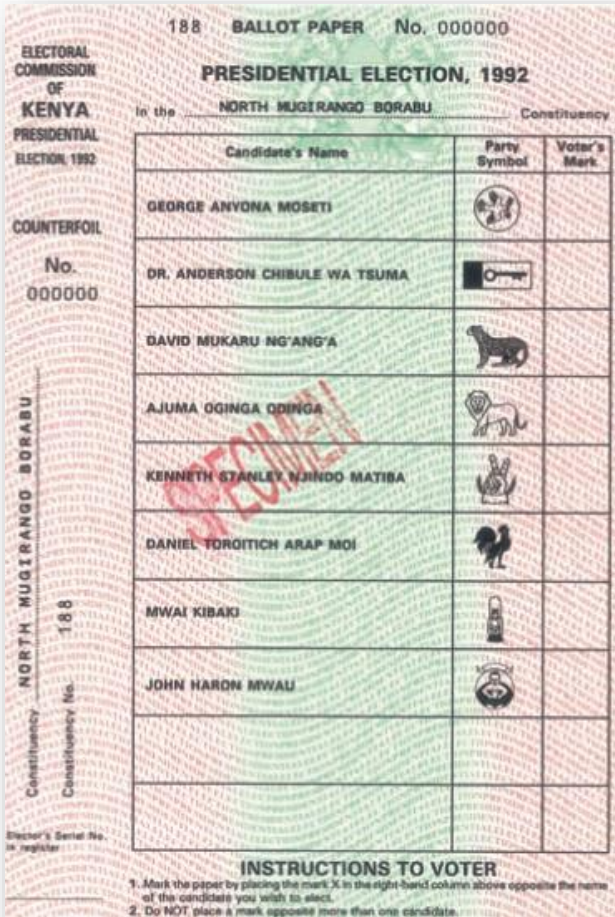 188 BALLOT PAPER No. 000000
ELECTORAL
COMMISSION
OF
KENYA
PRESIDENTIAL
ELECTION, 1992
COUNTERFOIL
No.
000000
Constituency NORTH MUGIRANGO BORABU
Constituency No. 188
Elector's Serial No.
in register
PRESIDENTIAL ELECTION, 1992
In the NORTH MUGIRANGO BORABU Constituency
Candidate's Name Party Symbol Voter's Mark
GEORGE ANYONA MOSETI
DR. ANDERSON CHIBULE WA TSUMA
DAVID MUKARU NG'ANG'A
AJUMA OGINGA ODINGA
KENNETH STANLEY NJINDO MATIBA
DANIEL TOROITICH ARAP MOI
MWAI KIBAKI
JOHN HARON MWAU
SPECIMEN
INSTRUCTIONS TO VOTER
1. Mark the paper by placing the mark X in the right-hand column above opposite the name
of the candidate you wish to elect.
2. Do NOT place a mark opposite more than one candidate.